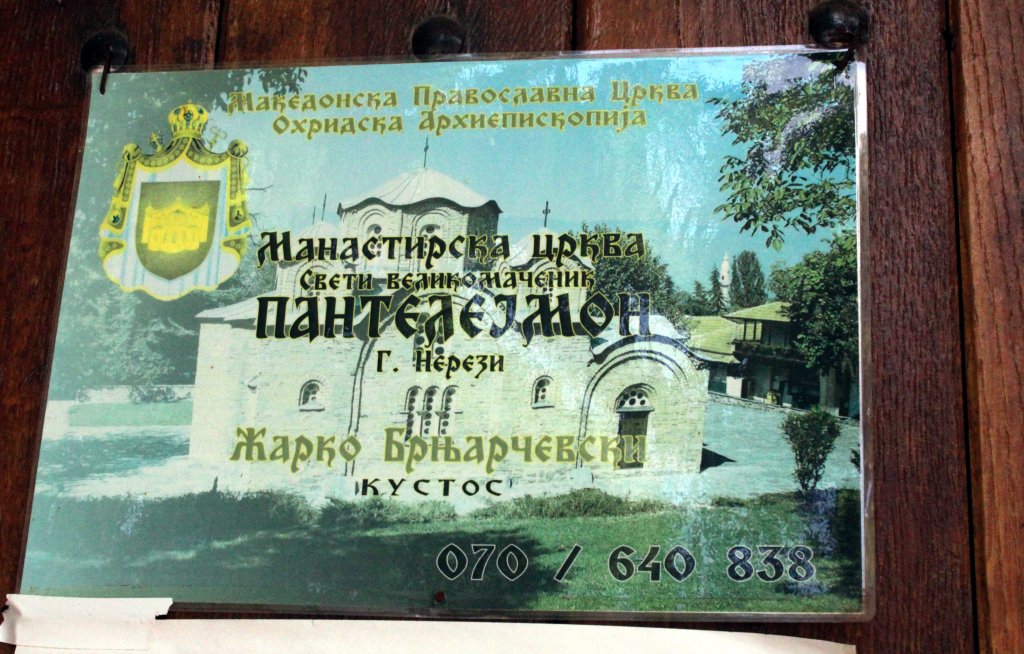 Македонска Православна Црква
Охридска Архиепископија
Манастирска црква
Свети великомаченик
ПАНТЕЛЕЈМОН
Г. Нерези
Жарко Брњарчевски
КУСТОС
070 / 640 838